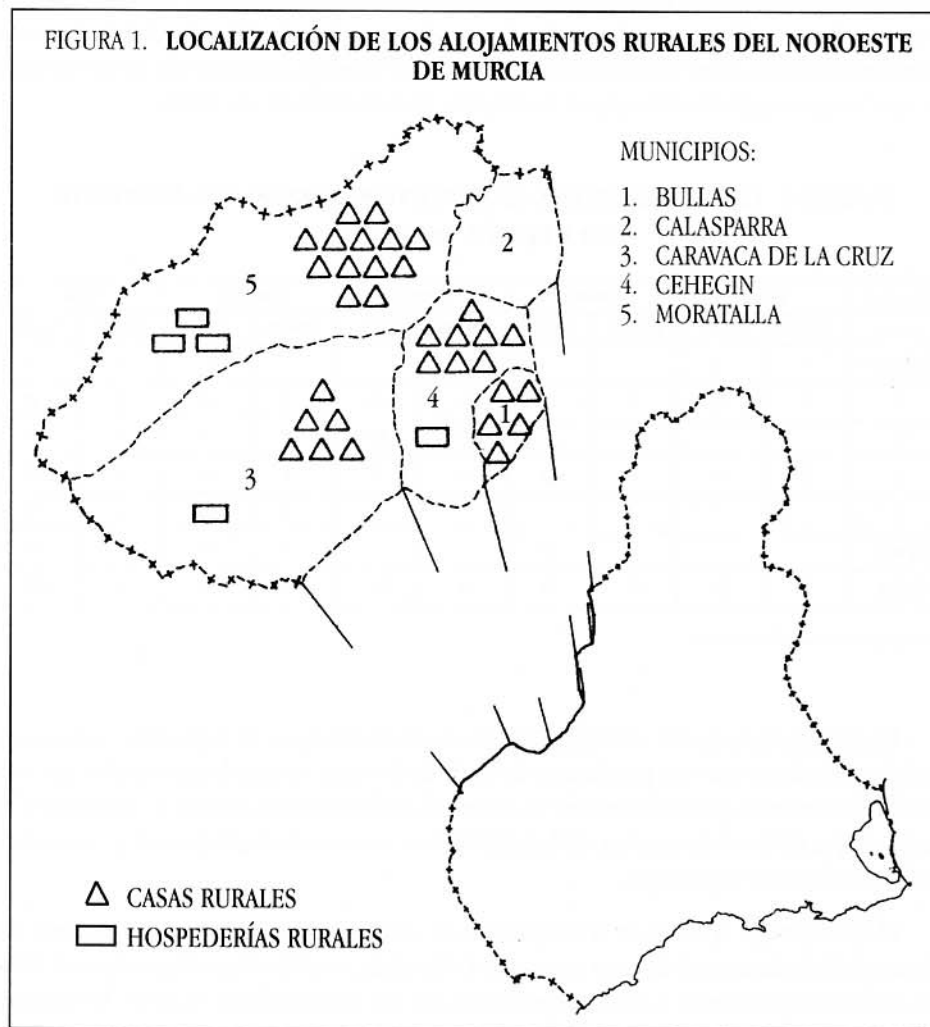 FIGURA 1. LOCALIZACIÓN DE LOS ALOJAMIENTOS RURALES DEL NOROESTE
DE MURCIA
MUNICIPIOS:
1. BULLAS
2. CALASPARRA
3. CARAVACA DE LA CRUZ
4. CEHEGIN
5. MORATALLA
2
5
4
1
3
CASAS RURALES
HOSPEDERÍAS RURALES